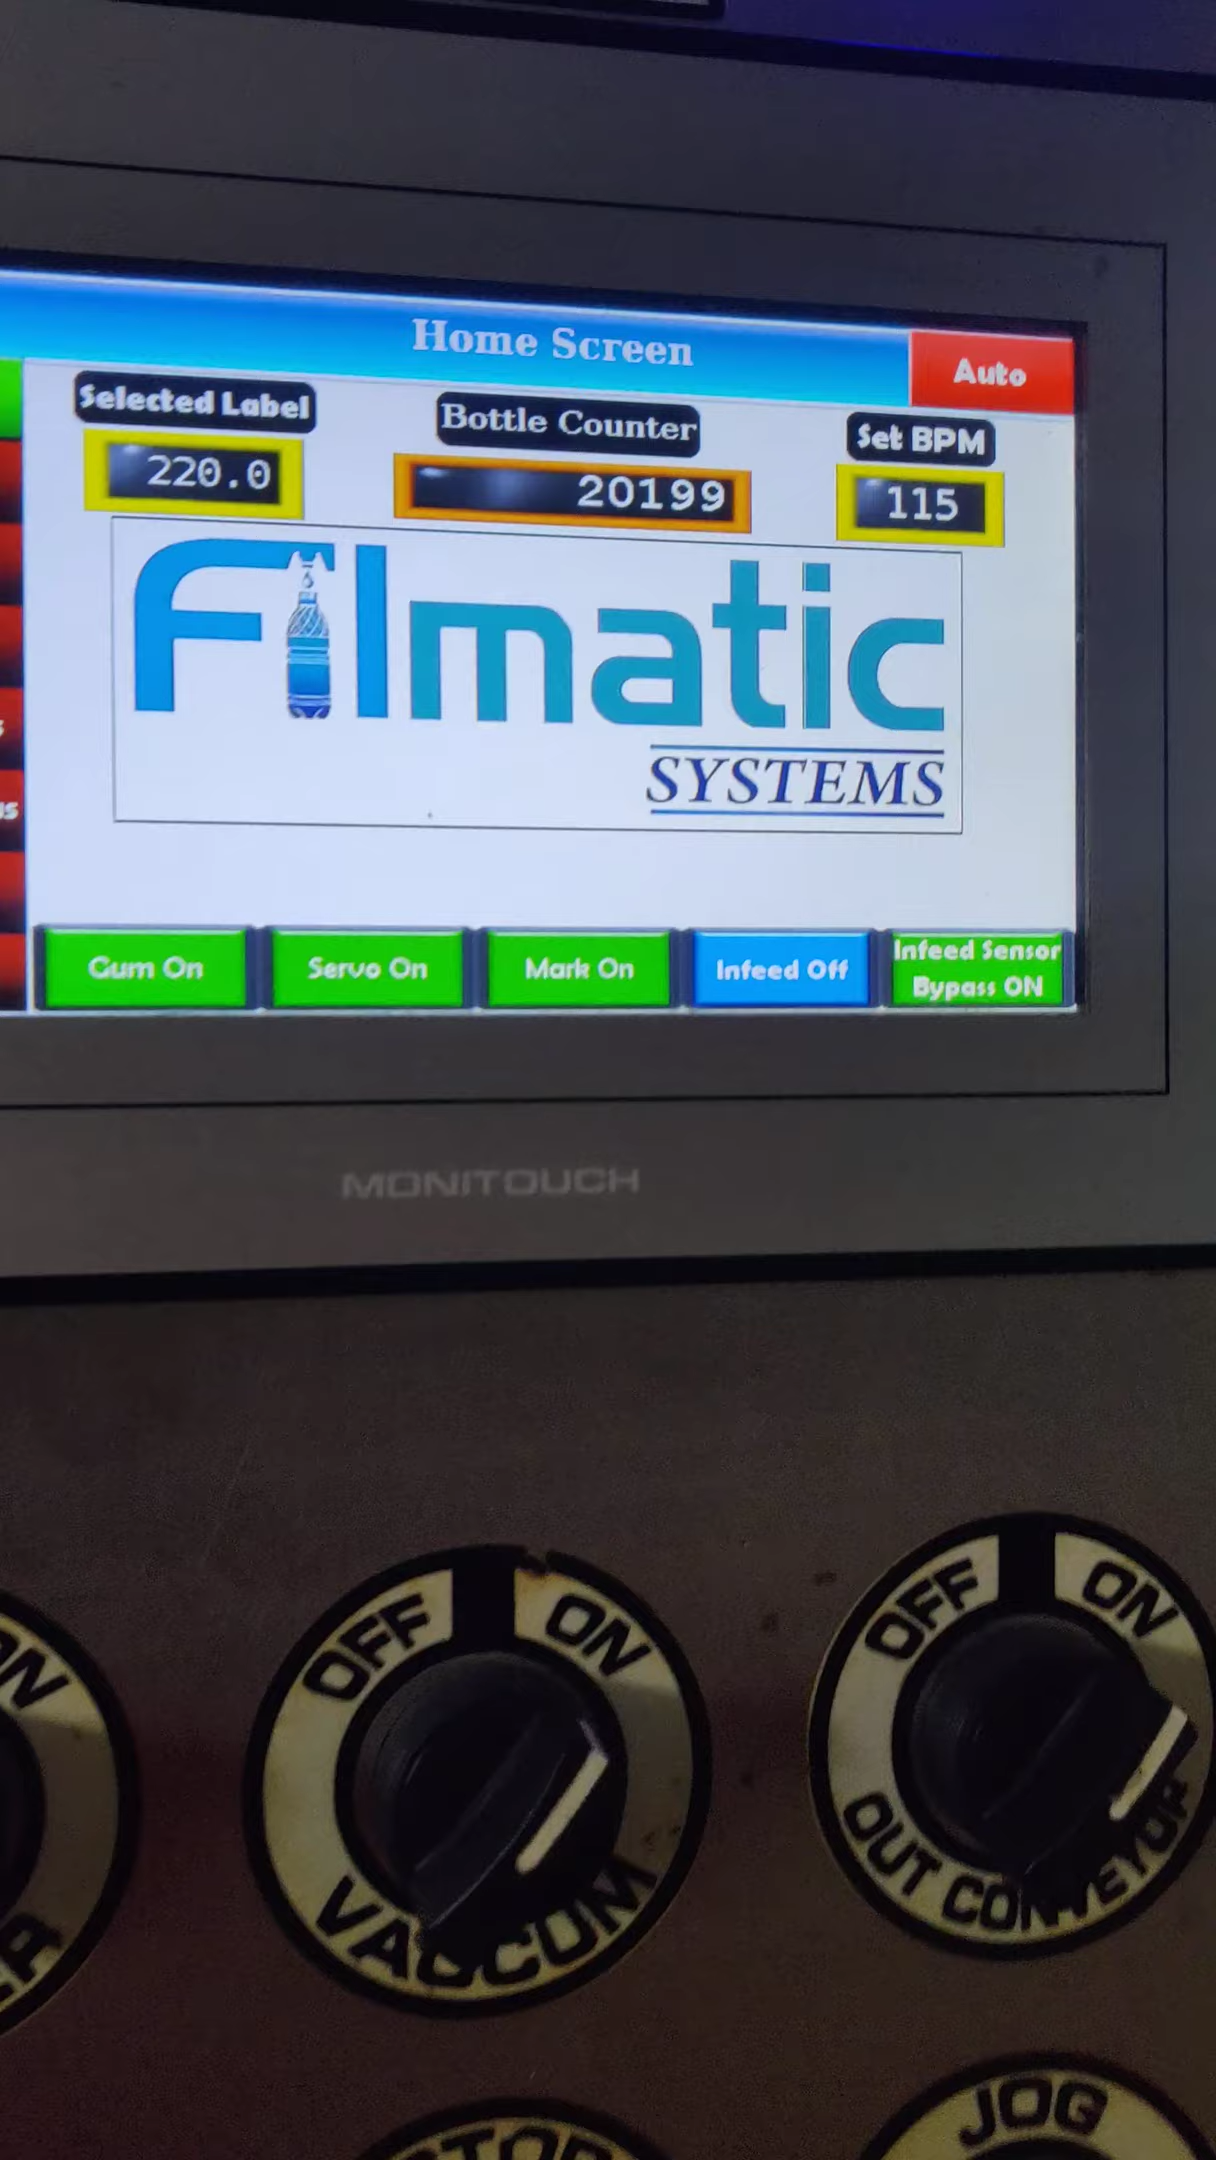 Home Screen
Auto
Selected Label
Bottle Counter
Set BPM
220.0
20199
115
Filmatic
SYSTEMS
Gum On
Servo On
Mark On
Infeed Off
Infeed Sensor
Bypass ON
MONITOUCH
OFF ON
VACCUM
OFF ON
OUT CONVEYOR
JOG